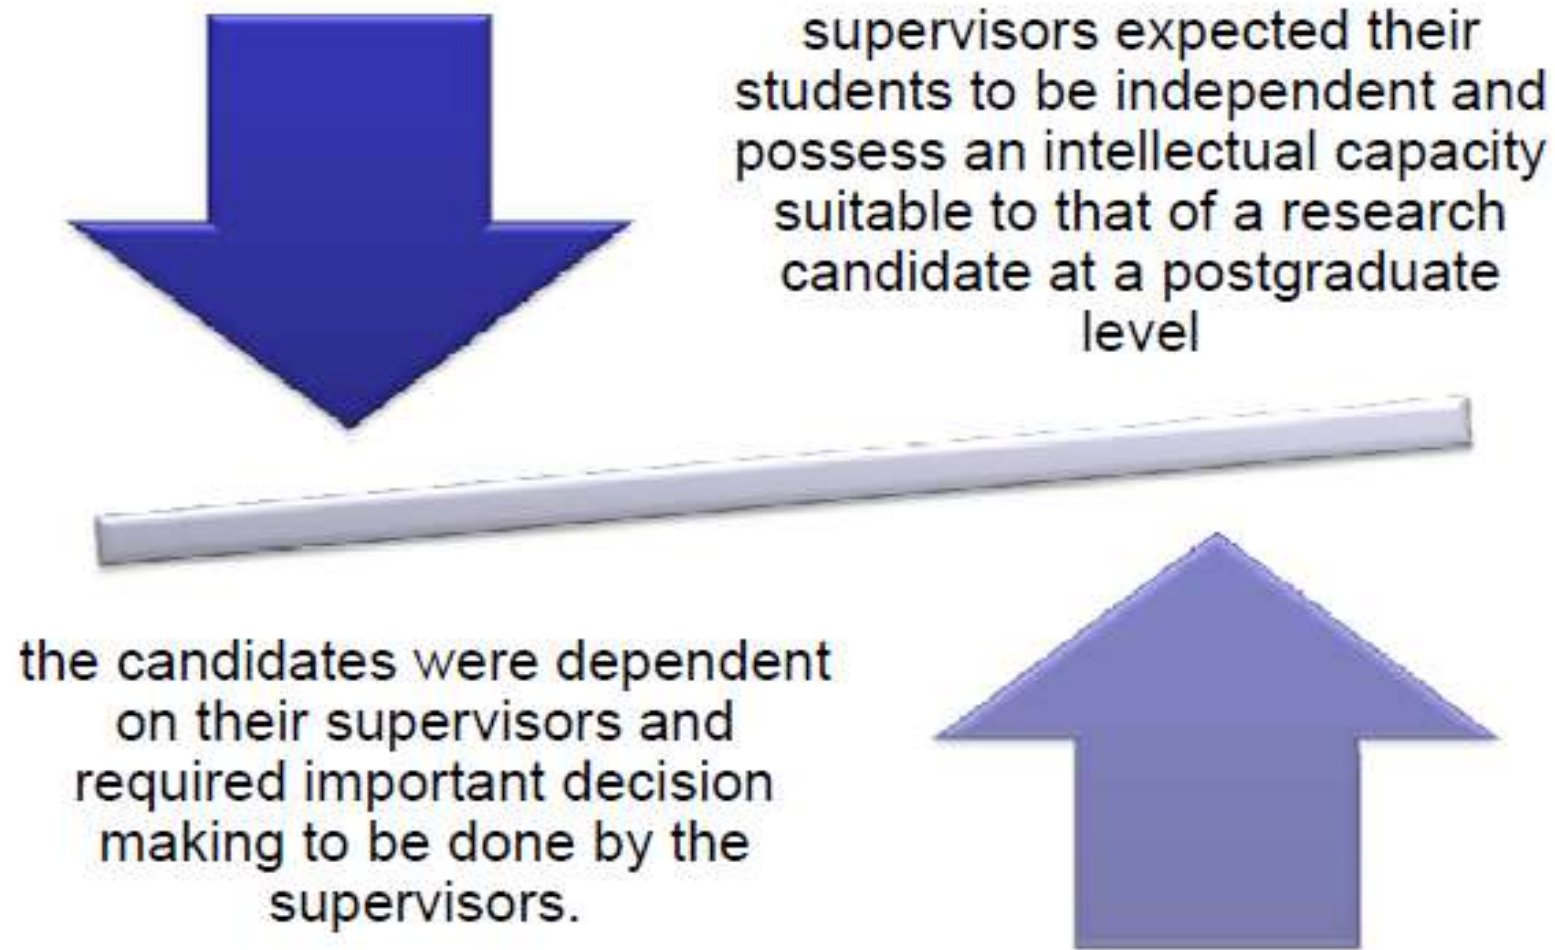 supervisors expected their
students to be independent and
possess an intellectual capacity
suitable to that of a research
candidate at a postgraduate
level
the candidates were dependent
on their supervisors and
required important decision
making to be done by the
supervisors.